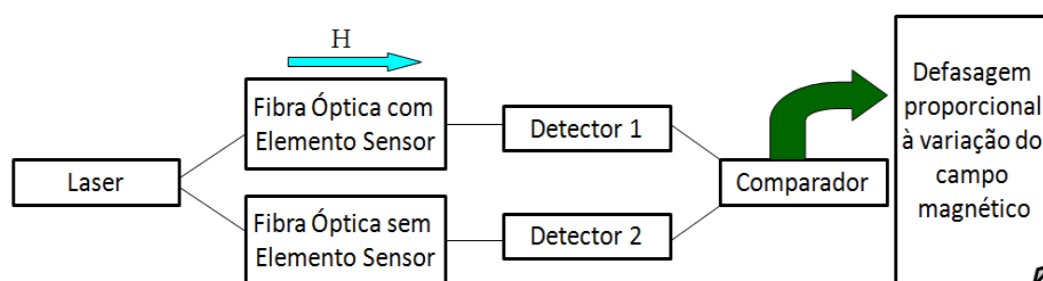 H
Fibra Óptica com
Elemento Sensor
Detector 1
Laser
Comparador
Fibra Óptica sem
Elemento Sensor
Detector 2
Defasagem
proporcional
à variação do
campo
magnético